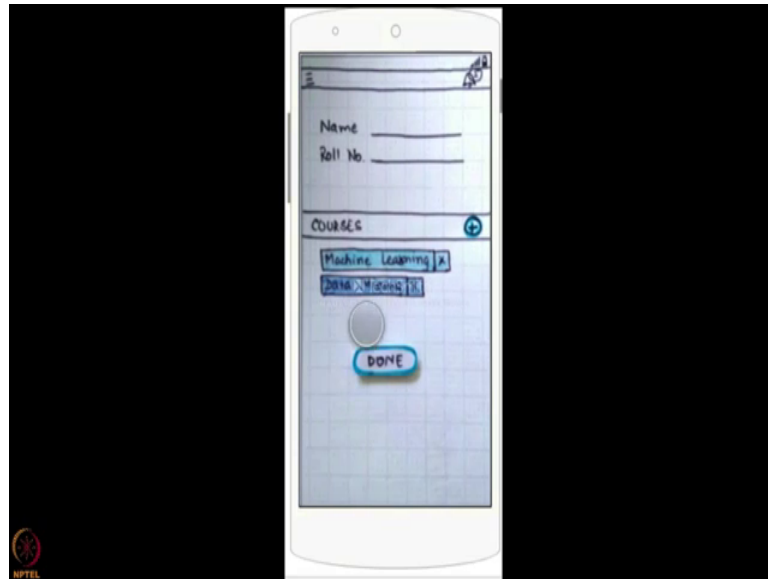 Name
Roll No.
COURSES +
Machine Learning x
Data Mining x
DONE
NPTEL